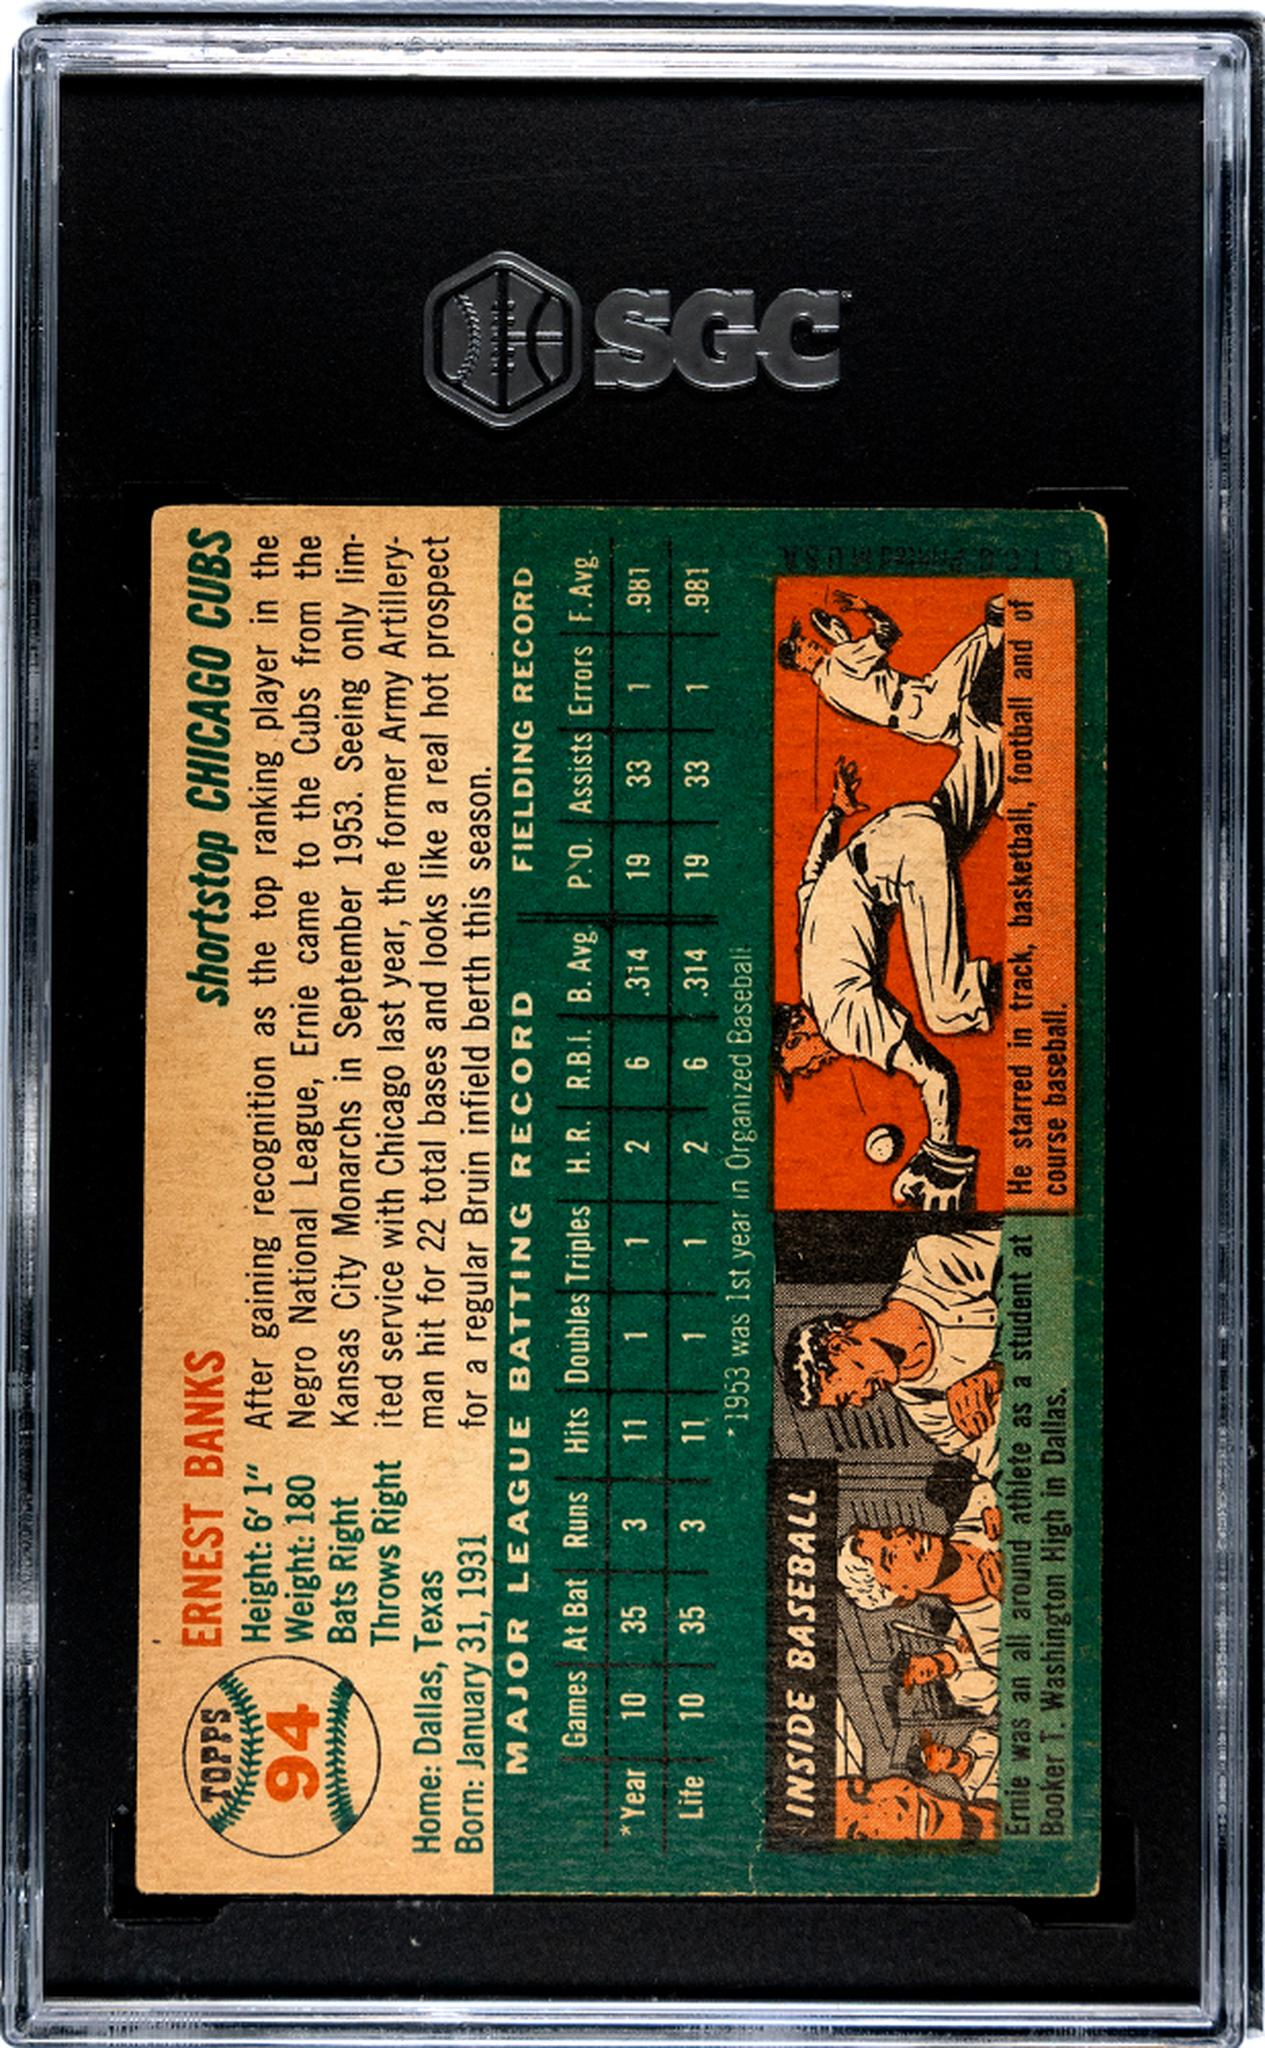 SGC
TOPPS
94
ERNEST BANKS
shortstop CHICAGO CUBS
Height: 6' 1"
Weight: 180
Bats Right
Throws Right
Home: Dallas, Texas
Born: January 31, 1931
After gaining recognition as the top ranking player in the
Negro National League, Ernie came to the Cubs from the
Kansas City Monarchs in September 1953. Seeing only lim-
ited service with Chicago last year, the former Army Artillery-
man hit for 22 total bases and looks like a real hot prospect
for a regular Bruin infield berth this season.
MAJOR LEAGUE BATTING RECORD FIELDING RECORD
Games At Bat Runs Hits Doubles Triples H.R. R.B.I. B. Avg. P.O. Assists Errors F. Avg.
*Year 10 35 3 11 1 1 2 6 .314 19 33 1 .981
Life 10 35 3 11 1 1 2 6 .314 19 33 1 .981
*1953 was 1st year in Organized Baseball
INSIDE BASEBALL
Ernie was an all around athlete as a student at
Booker T. Washington High in Dallas.
He starred in track, basketball, football and of
course baseball.
© T.C.G. Printed in U.S.A.